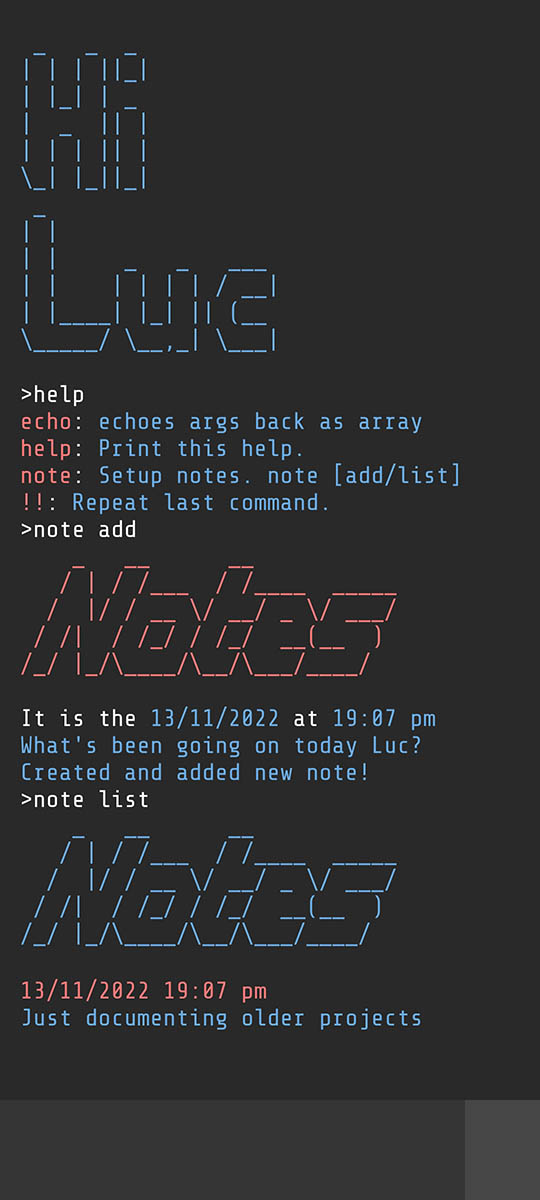 Hi
Luc
>help
echo: echoes args back as array
help: Print this help.
note: Setup notes. note [add/list]
!!: Repeat last command.
>note add
Notes
It is the 13/11/2022 at 19:07 pm
What's been going on today Luc?
Created and added new note!
>note list
Notes
13/11/2022 19:07 pm
Just documenting older projects